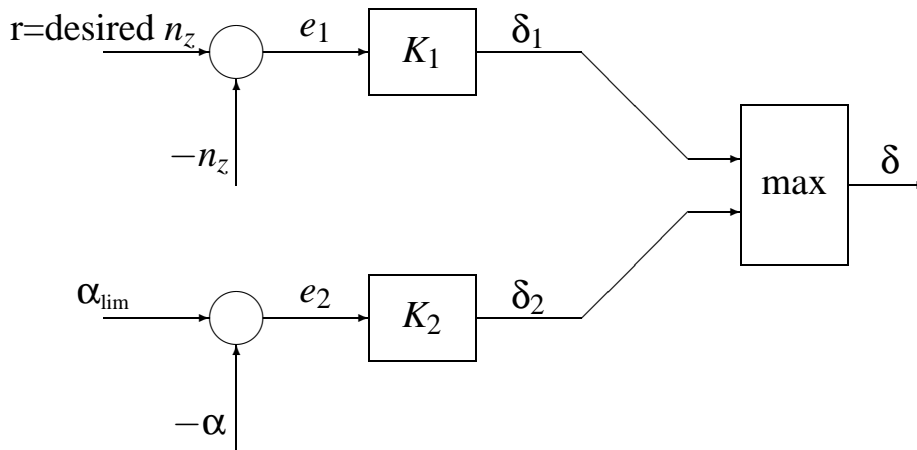 r=desired n_z
e_1
K_1
δ_1
−n_z
max
δ
α_lim
e_2
K_2
δ_2
−α